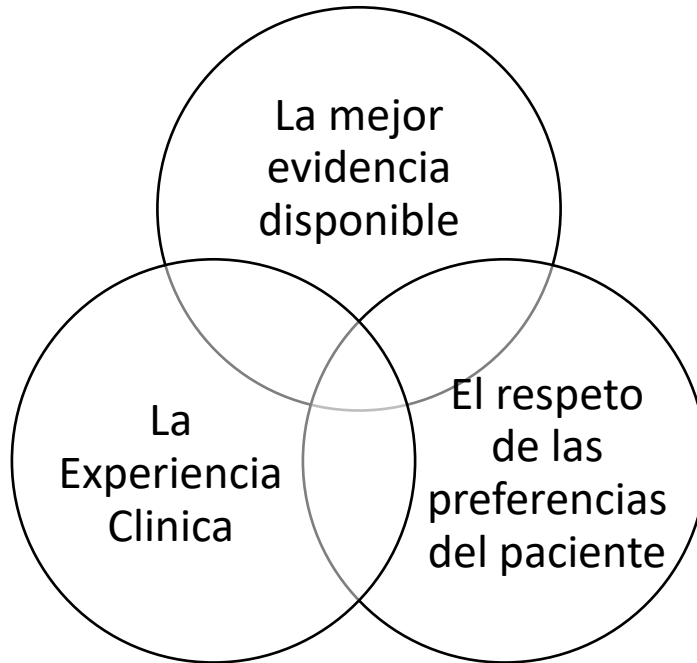 La mejor
evidencia
disponible
La
Experiencia
Clinica
El respeto
de las
preferencias
del paciente